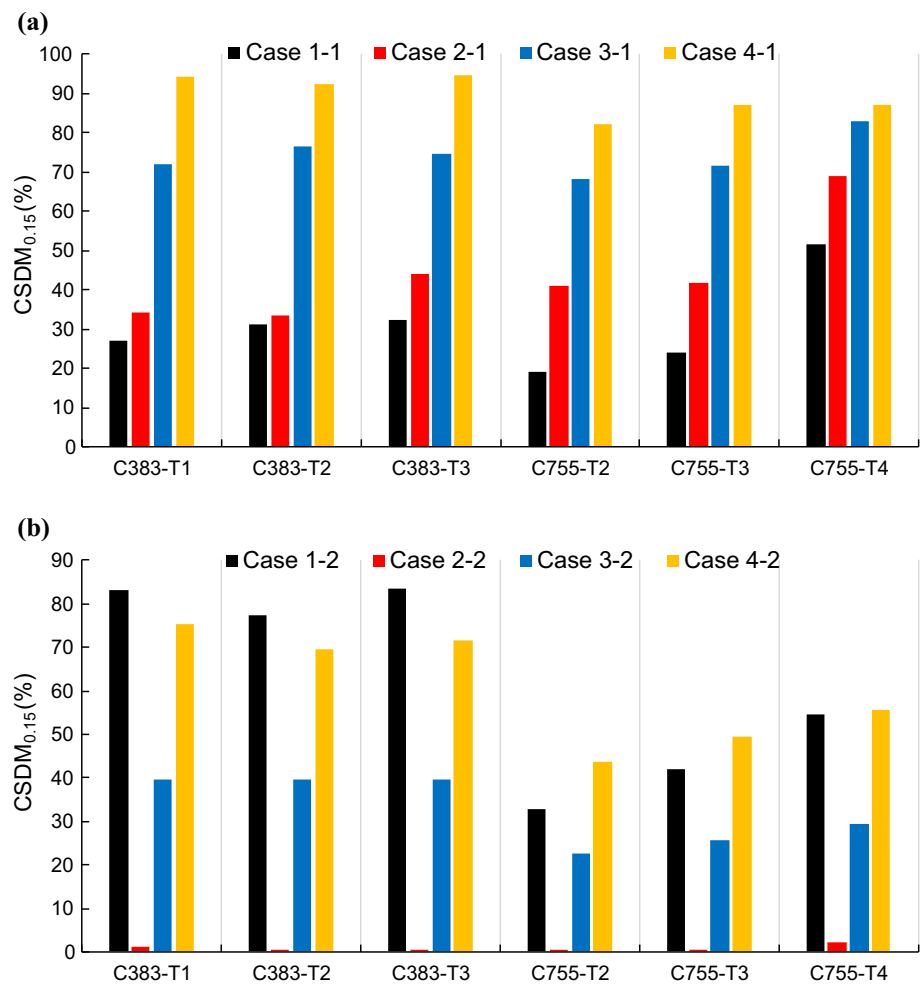 (a)
Case 1-1 Case 2-1 Case 3-1 Case 4-1
CSDM0.15(%)
100
90
80
70
60
50
40
30
20
10
0
C383-T1 C383-T2 C383-T3 C755-T2 C755-T3 C755-T4
(b)
Case 1-2 Case 2-2 Case 3-2 Case 4-2
CSDM0.15(%)
90
80
70
60
50
40
30
20
10
0
C383-T1 C383-T2 C383-T3 C755-T2 C755-T3 C755-T4